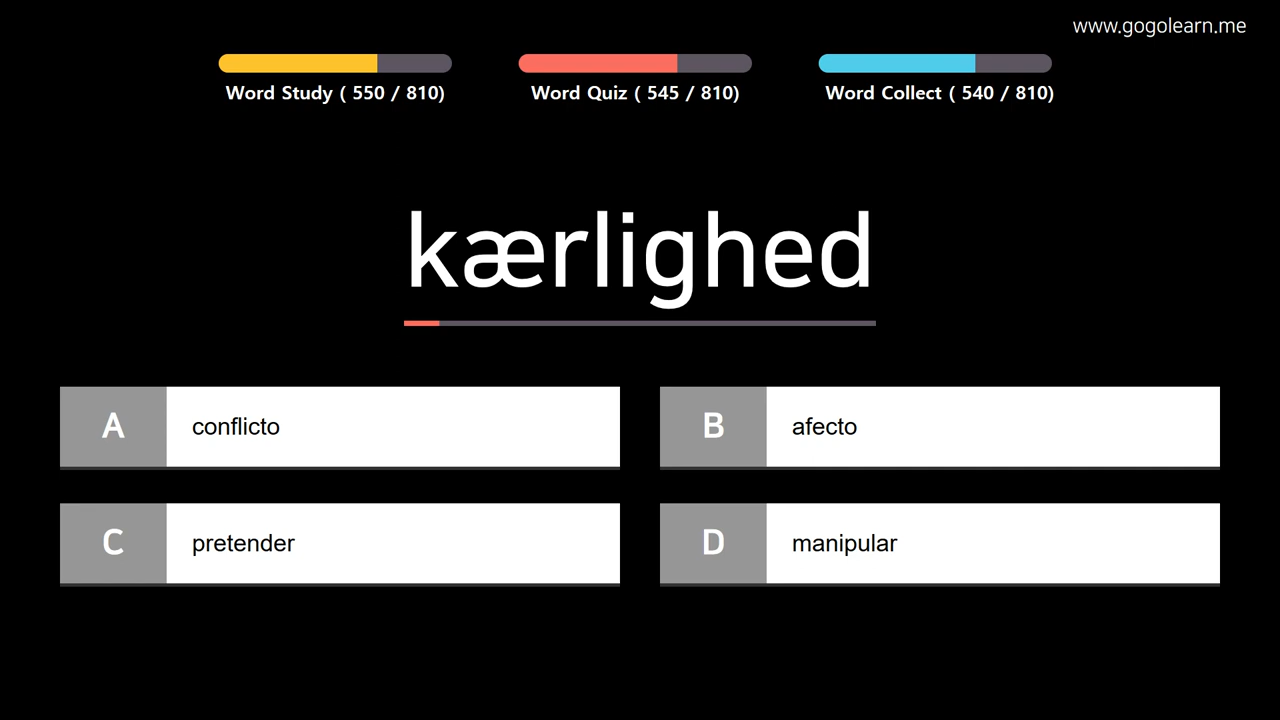 www.gogolearn.me
Word Study ( 550 / 810)
Word Quiz ( 545 / 810)
Word Collect ( 540 / 810)
kærlighed
A
conflicto
B
afecto
C
pretender
D
manipular